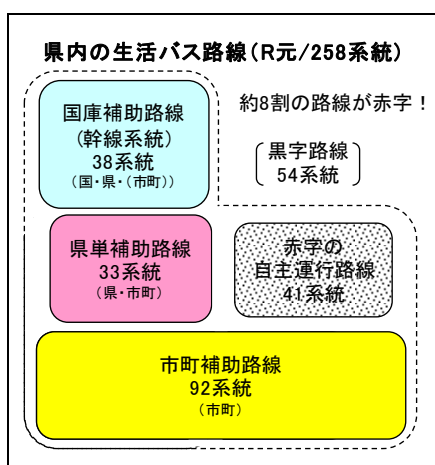 県内の生活バス路線(R元/258系統)
国庫補助路線
(幹線系統)
38系統
(国・県・(市町))
約8割の路線が赤字！
黒字路線
54系統
県単補助路線
33系統
(県・市町)
赤字の
自主運行路線
41系統
市町補助路線
92系統
(市町)